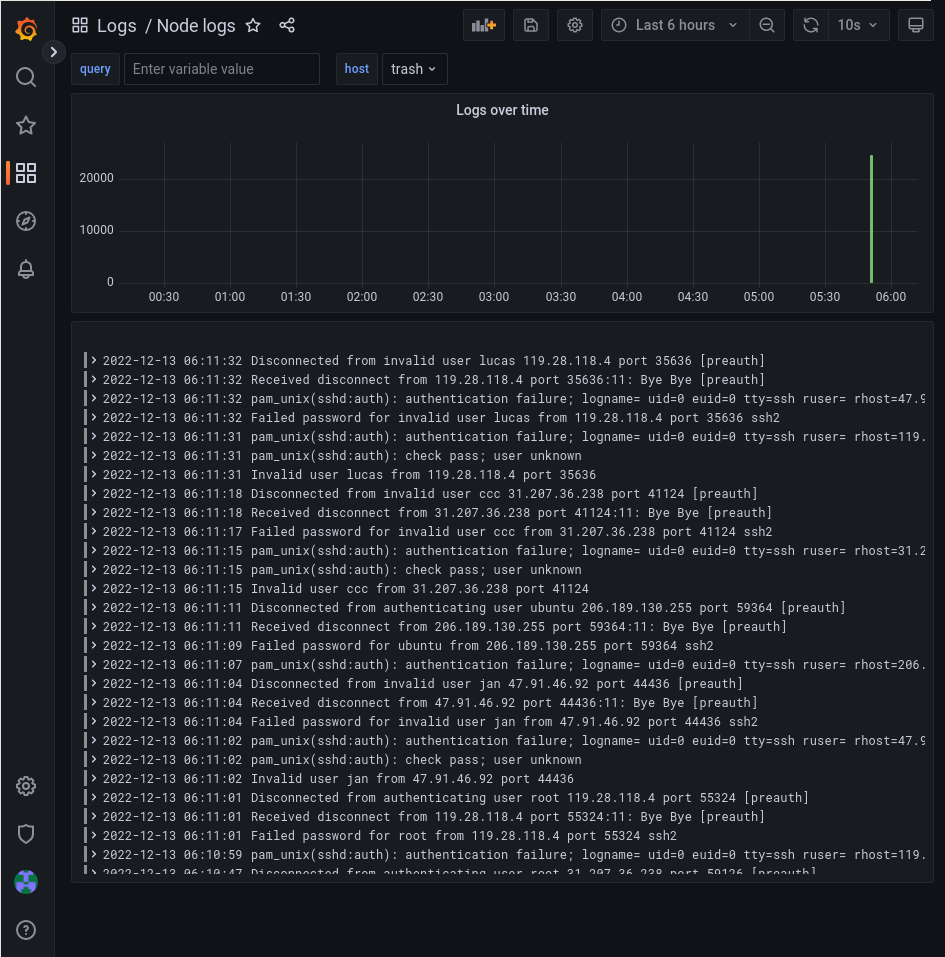 Logs / Node logs
Last 6 hours
10s
query
Enter variable value
host
trash
Logs over time
20000
10000
0
00:30 01:00 01:30 02:00 02:30 03:00 03:30 04:00 04:30 05:00 05:30 06:00
2022-12-13 06:11:32 Disconnected from invalid user lucas 119.28.118.4 port 35636 [preauth]
2022-12-13 06:11:32 Received disconnect from 119.28.118.4 port 35636:11: Bye Bye [preauth]
2022-12-13 06:11:32 pam_unix(sshd:auth): authentication failure; logname= uid=0 euid=0 tty=ssh ruser= rhost=47.9
2022-12-13 06:11:32 Failed password for invalid user lucas from 119.28.118.4 port 35636 ssh2
2022-12-13 06:11:31 pam_unix(sshd:auth): authentication failure; logname= uid=0 euid=0 tty=ssh ruser= rhost=119.
2022-12-13 06:11:31 pam_unix(sshd:auth): check pass; user unknown
2022-12-13 06:11:31 Invalid user lucas from 119.28.118.4 port 35636
2022-12-13 06:11:18 Disconnected from invalid user ccc 31.207.36.238 port 41124 [preauth]
2022-12-13 06:11:18 Received disconnect from 31.207.36.238 port 41124:11: Bye Bye [preauth]
2022-12-13 06:11:17 Failed password for invalid user ccc from 31.207.36.238 port 41124 ssh2
2022-12-13 06:11:15 pam_unix(sshd:auth): authentication failure; logname= uid=0 euid=0 tty=ssh ruser= rhost=31.2
2022-12-13 06:11:15 pam_unix(sshd:auth): check pass; user unknown
2022-12-13 06:11:15 Invalid user ccc from 31.207.36.238 port 41124
2022-12-13 06:11:11 Disconnected from authenticating user ubuntu 206.189.130.255 port 59364 [preauth]
2022-12-13 06:11:11 Received disconnect from 206.189.130.255 port 59364:11: Bye Bye [preauth]
2022-12-13 06:11:09 Failed password for ubuntu from 206.189.130.255 port 59364 ssh2
2022-12-13 06:11:07 pam_unix(sshd:auth): authentication failure; logname= uid=0 euid=0 tty=ssh ruser= rhost=206.
2022-12-13 06:11:04 Disconnected from invalid user jan 47.91.46.92 port 44436 [preauth]
2022-12-13 06:11:04 Received disconnect from 47.91.46.92 port 44436:11: Bye Bye [preauth]
2022-12-13 06:11:04 Failed password for invalid user jan from 47.91.46.92 port 44436 ssh2
2022-12-13 06:11:02 pam_unix(sshd:auth): authentication failure; logname= uid=0 euid=0 tty=ssh ruser= rhost=47.9
2022-12-13 06:11:02 pam_unix(sshd:auth): check pass; user unknown
2022-12-13 06:11:02 Invalid user jan from 47.91.46.92 port 44436
2022-12-13 06:11:01 Disconnected from authenticating user root 119.28.118.4 port 55324 [preauth]
2022-12-13 06:11:01 Received disconnect from 119.28.118.4 port 55324:11: Bye Bye [preauth]
2022-12-13 06:11:01 Failed password for root from 119.28.118.4 port 55324 ssh2
2022-12-13 06:10:59 pam_unix(sshd:auth): authentication failure; logname= uid=0 euid=0 tty=ssh ruser= rhost=119.
2022-12-13 06:10:47 Disconnected from authenticating user root 31.207.36.238 port 59126 [preauth]